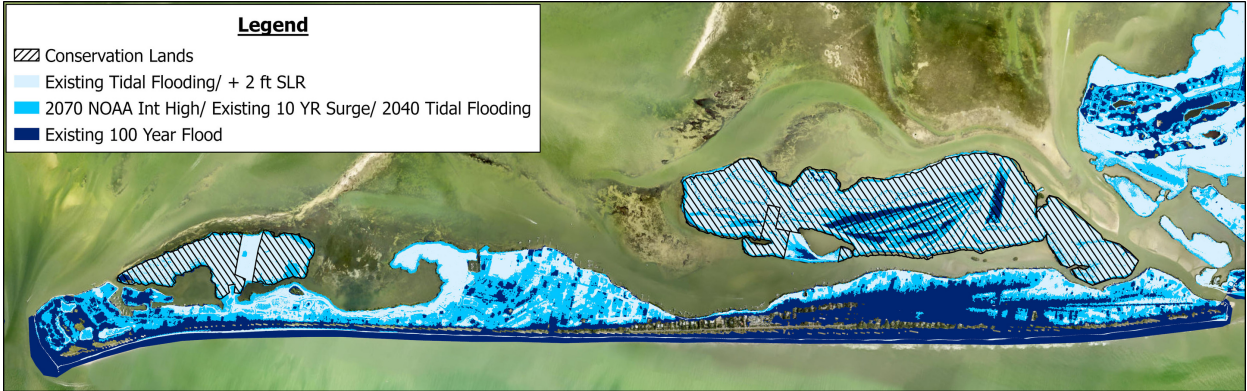 Legend
Conservation Lands
Existing Tidal Flooding/ + 2 ft SLR
2070 NOAA Int High/ Existing 10 YR Surge/ 2040 Tidal Flooding
Existing 100 Year Flood